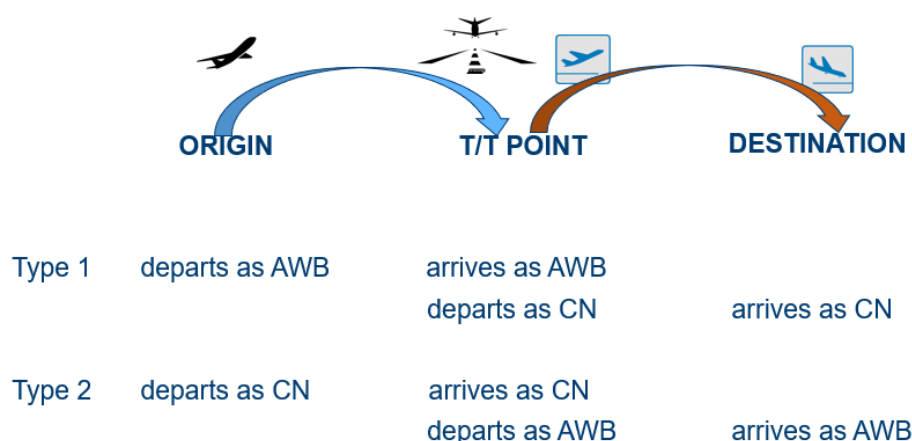 ORIGIN T/T POINT DESTINATION
Type 1 departs as AWB arrives as AWB
departs as CN arrives as CN
Type 2 departs as CN arrives as CN
departs as AWB arrives as AWB